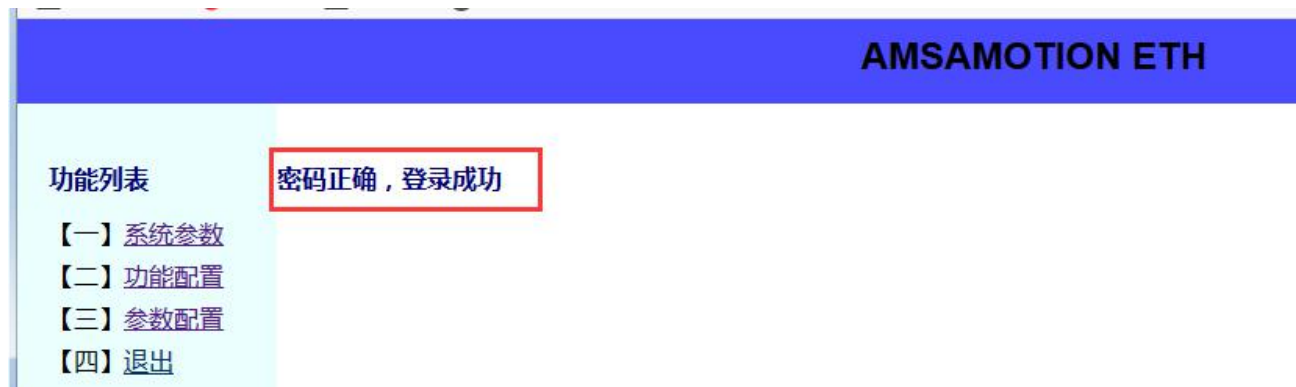 AMSAMOTION ETH
功能列表
密码正确，登录成功
【一】系统参数
【二】功能配置
【三】参数配置
【四】退出